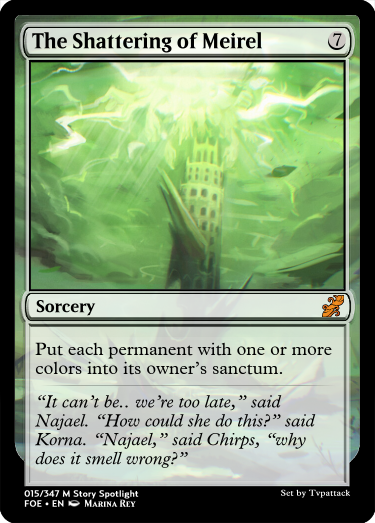 The Shattering of Meirel 7
Sorcery
Put each permanent with one or more
colors into its owner's sanctum.
"It can't be.. we're too late," said
Najael. "How could she do this?" said
Korna. "Najael," said Chirps, "why
does it smell wrong?"
015/347 M Story Spotlight
FOE • EN Marina Rey
Set by Tvpattack